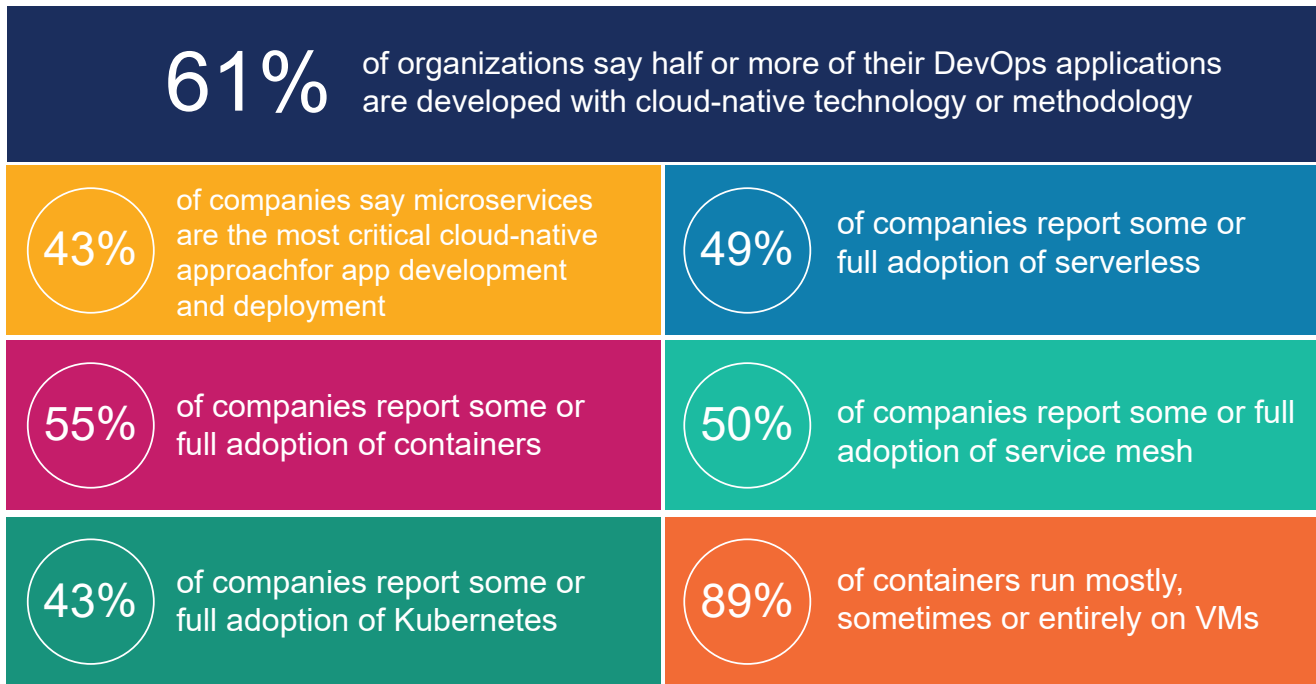 61%
of organizations say half or more of their DevOps applications
are developed with cloud-native technology or methodology
43%
of companies say microservices
are the most critical cloud-native
approachfor app development
and deployment
49%
of companies report some or
full adoption of serverless
55%
of companies report some or
full adoption of containers
50%
of companies report some or full
adoption of service mesh
43%
of companies report some or
full adoption of Kubernetes
89%
of containers run mostly,
sometimes or entirely on VMs